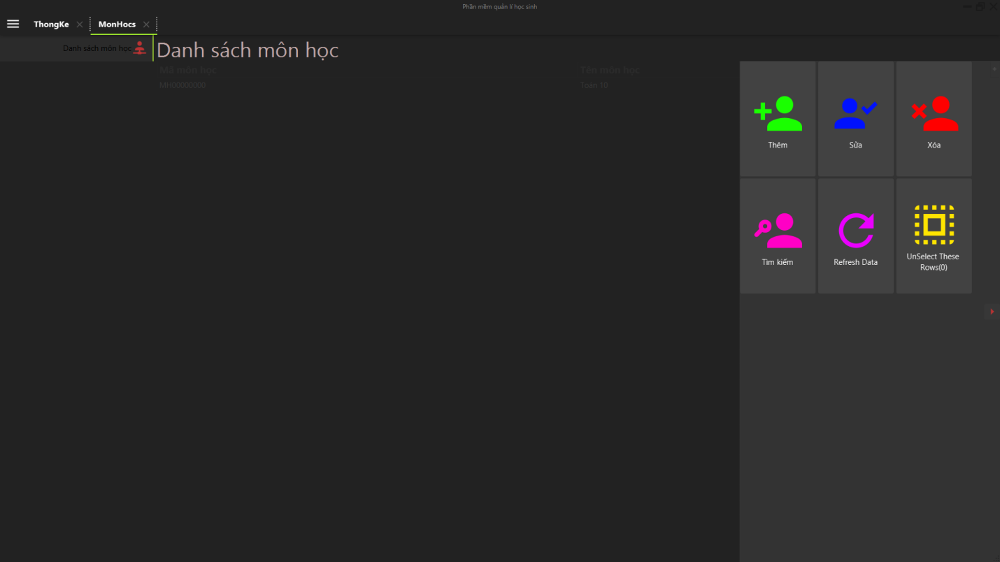 Phần mềm quản lí học sinh
ThongKe
MonHocs
Danh sách môn học
Danh sách môn học
Mã môn học
Tên môn học
MH00000000
Toán 10
Thêm
Sửa
Xóa
Tìm kiếm
Refresh Data
UnSelect These
Rows(0)